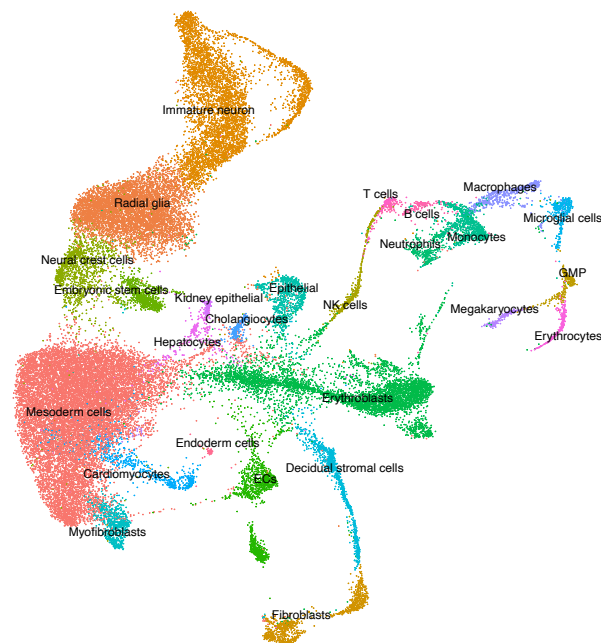 Immature neuron
Radial glia
T cells
Macrophages
B cells
Microglial cells
Neutrophils
Monocytes
Neural crest cells
GMP
Embryonic stem cells
Epithelial
Kidney epithelial
NK cells
Megakaryocytes
Cholangiocytes
Hepatocytes
Erythrocytes
Erythroblasts
Mesoderm cells
Endoderm cells
Decidual stromal cells
Cardiomyocytes
ECs
Myofibroblasts
Fibroblasts